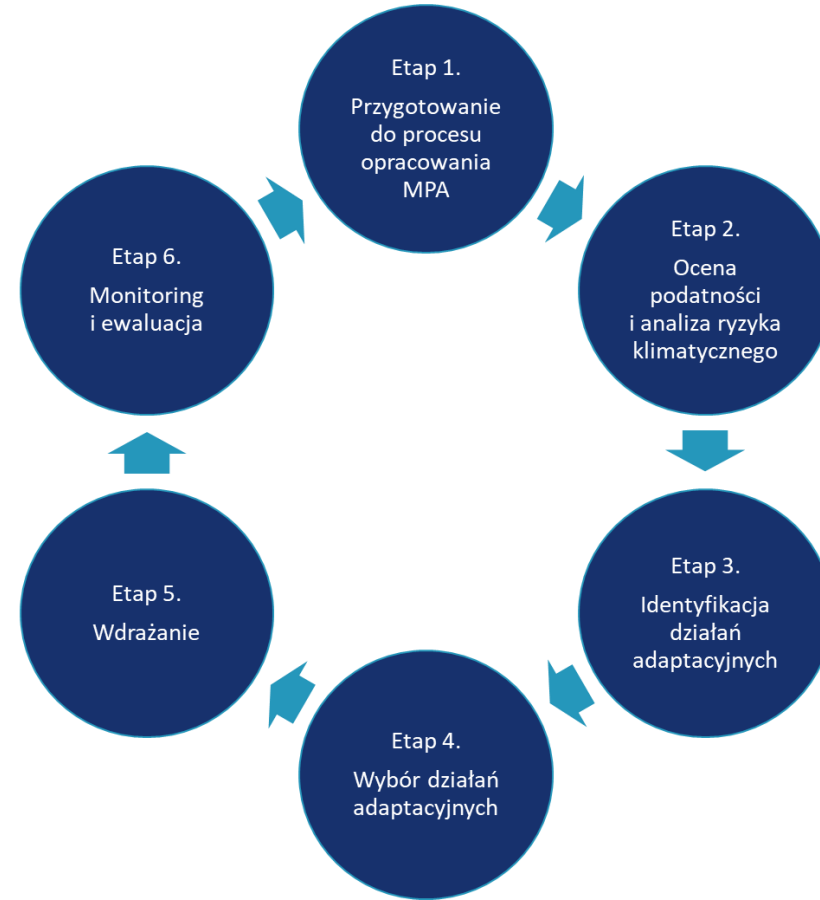 Etap 1.
Przygotowanie
do procesu
opracowania
MPA
Etap 2.
Ocena
podatności
i analiza ryzyka
klimatycznego
Etap 3.
Identyfikacja
działań
adaptacyjnych
Etap 4.
Wybór działań
adaptacyjnych
Etap 5.
Wdrażanie
Etap 6.
Monitoring
i ewaluacja